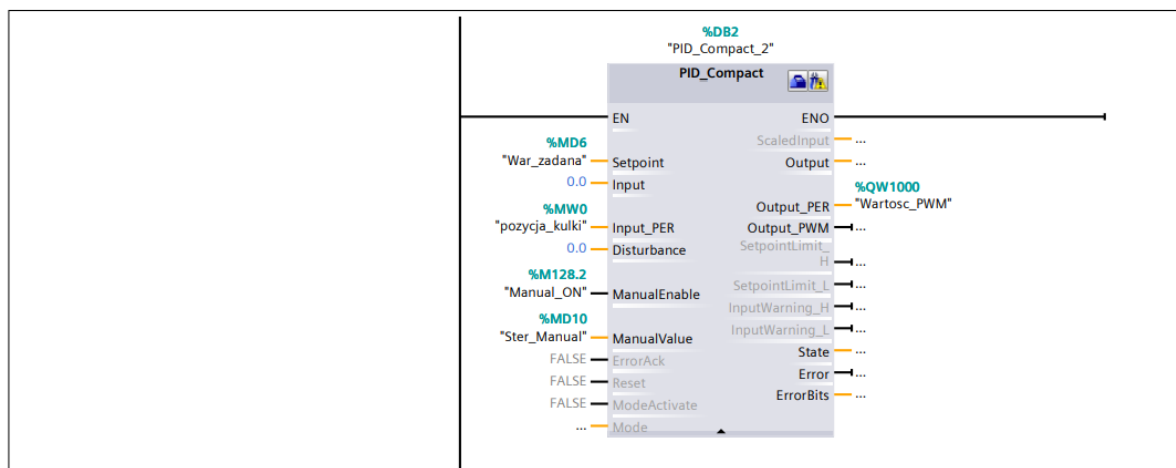 %DB2
"PID_Compact_2"
PID_Compact
EN ENO
ScaledInput ...
%MD6
"War_zadana" Setpoint Output ...
0.0 Input
%QW1000
Output_PER "Wartosc_PWM"
%MW0
"pozycja_kulki" Input_PER Output_PWM ...
0.0 Disturbance SetpointLimit_
H ...
%M128.2
"Manual_ON" ManualEnable SetpointLimit_L ...
InputWarning_H ...
%MD10
"Ster_Manual" ManualValue InputWarning_L ...
FALSE ErrorAck State ...
FALSE Reset Error ...
FALSE ModeActivate ErrorBits ...
... Mode